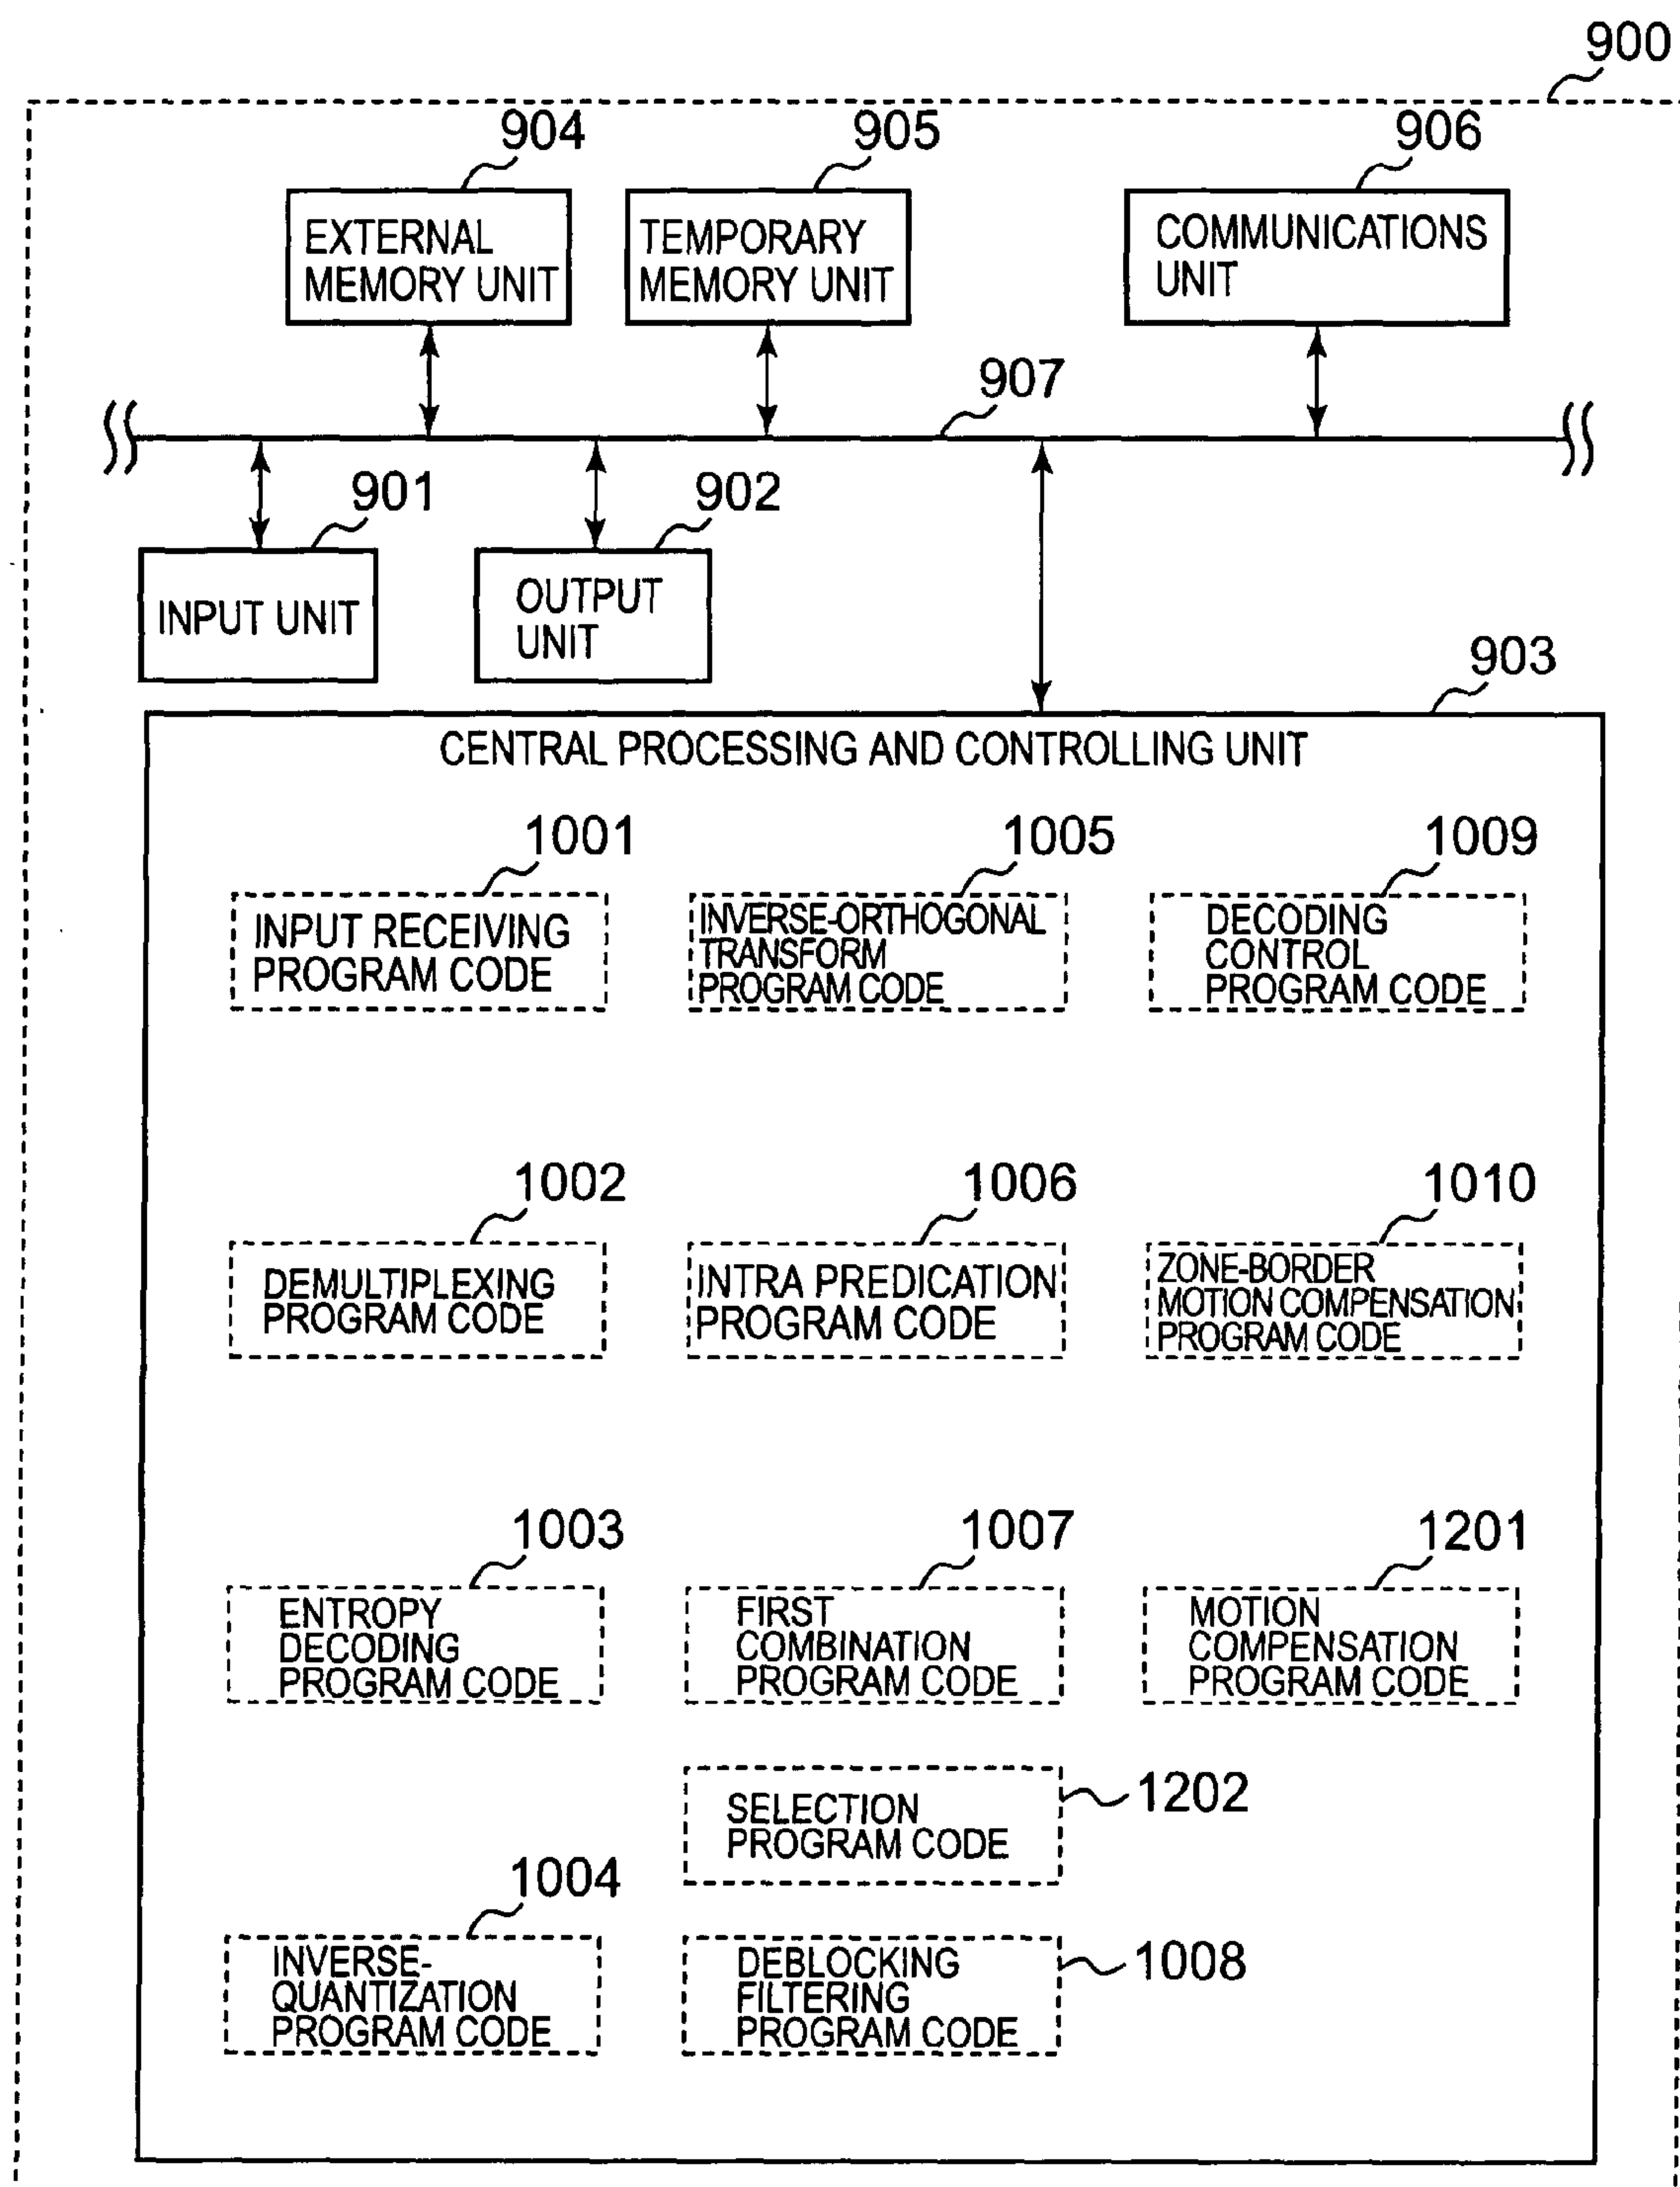 900
904
905
906
EXTERNAL
MEMORY UNIT
TEMPORARY
MEMORY UNIT
COMMUNICATIONS
UNIT
907
901
902
INPUT UNIT
OUTPUT
UNIT
903
CENTRAL PROCESSING AND CONTROLLING UNIT
1001
INPUT RECEIVING
PROGRAM CODE
1005
INVERSE-ORTHOGONAL
TRANSFORM
PROGRAM CODE
1009
DECODING
CONTROL
PROGRAM CODE
1002
DEMULTIPLEXING
PROGRAM CODE
1006
INTRA PREDICATION
PROGRAM CODE
1010
ZONE-BORDER
MOTION COMPENSATION
PROGRAM CODE
1003
ENTROPY
DECODING
PROGRAM CODE
1007
FIRST
COMBINATION
PROGRAM CODE
1201
MOTION
COMPENSATION
PROGRAM CODE
SELECTION
PROGRAM CODE
1202
1004
INVERSE-
QUANTIZATION
PROGRAM CODE
DEBLOCKING
FILTERING
PROGRAM CODE
1008